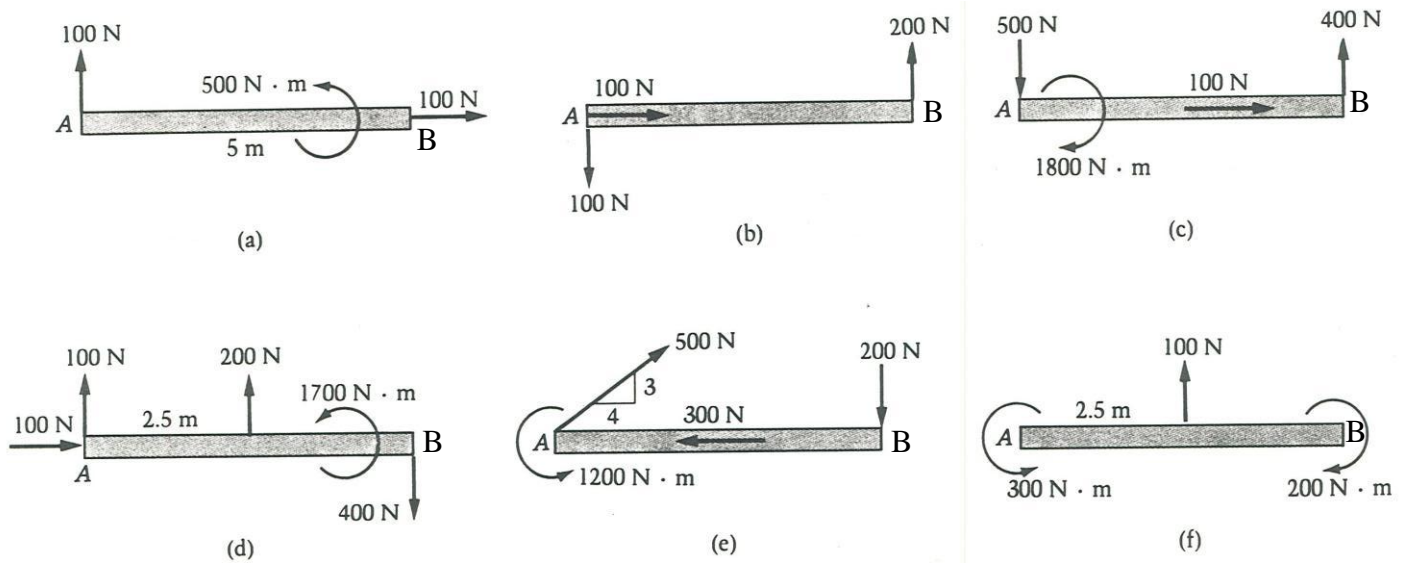 100 N
500 N · m
100 N
A
B
5 m
(a)
200 N
100 N
A
B
100 N
(b)
500 N
400 N
100 N
A
B
1800 N · m
(c)
100 N
200 N
1700 N · m
100 N
2.5 m
B
A
400 N
(d)
500 N
200 N
3
4
300 N
A
B
1200 N · m
(e)
100 N
2.5 m
A
B
300 N · m
200 N · m
(f)